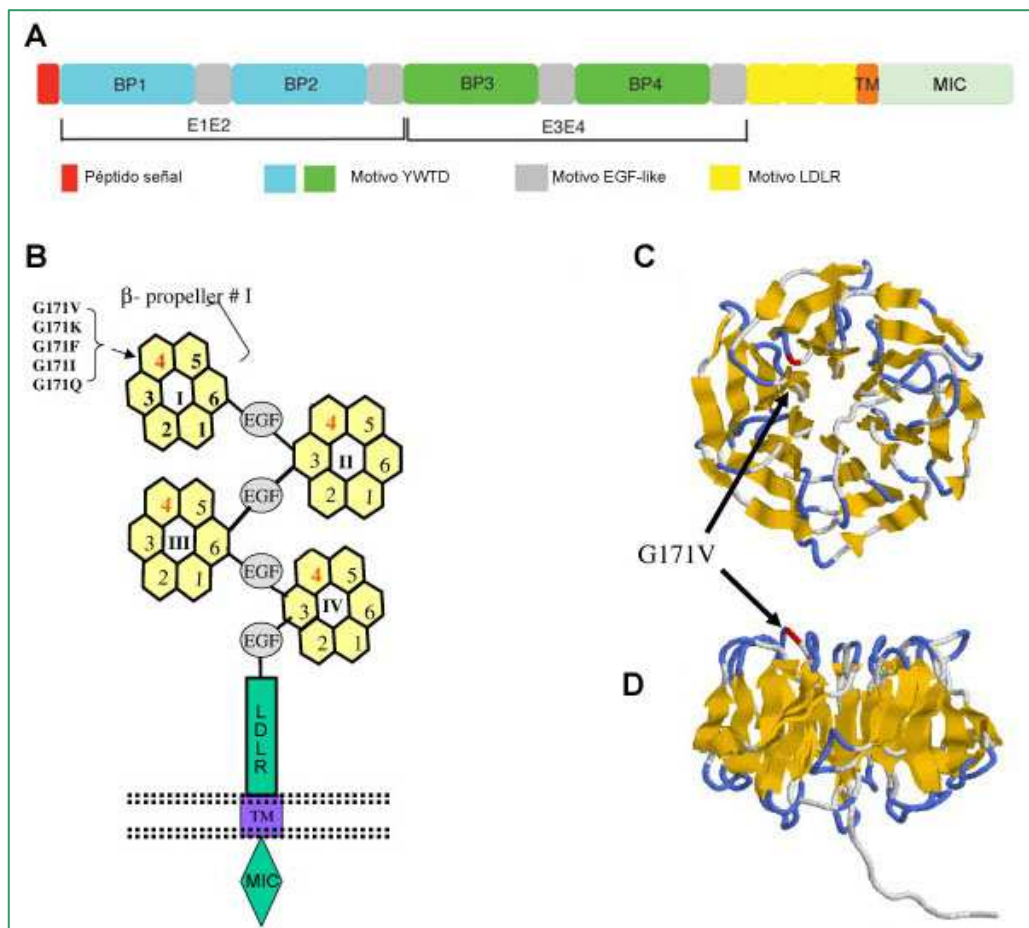 A
BP1 BP2 BP3 BP4 TM MIC
E1E2 E3E4
Péptido señal Motivo YWTD Motivo EGF-like Motivo LDLR
B
β- propeller # I
G171V
G171K
G171F
G171I
G171Q
4 5
3 I 6
2 1
EGF
4 5
3 II 6
2 1
EGF
4 5
3 III 6
2 1
EGF
4 5
3 IV 6
2 1
EGF
LDLR
TM
MIC
C
G171V
D